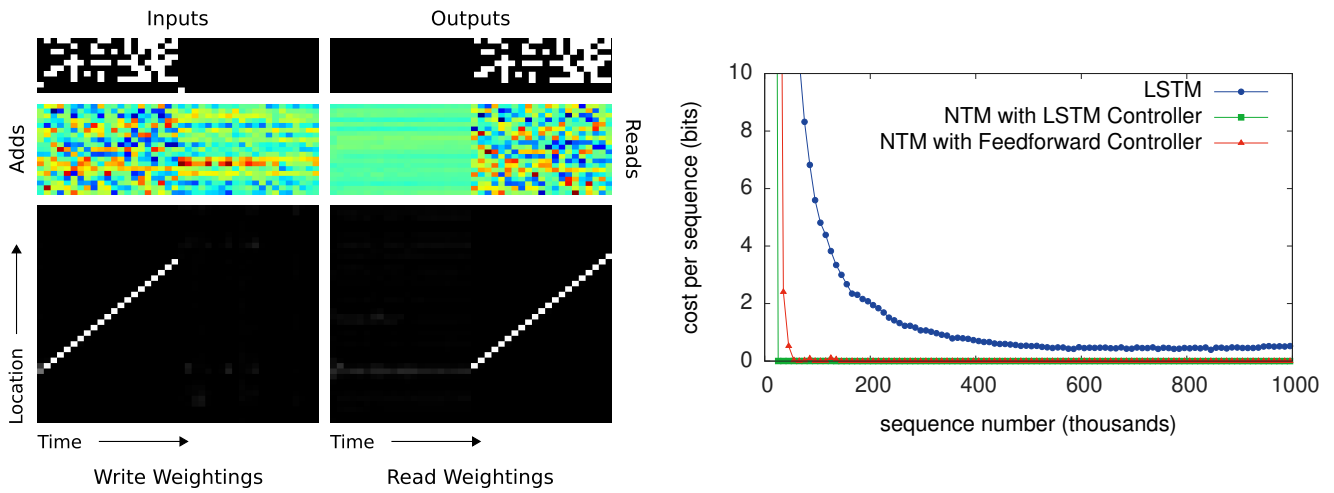 Inputs
Outputs
Adds
Reads
Location
Time
Time
Write Weightings
Read Weightings
10
8
6
4
2
0
0
200
400
600
800
1000
cost per sequence (bits)
sequence number (thousands)
LSTM
NTM with LSTM Controller
NTM with Feedforward Controller